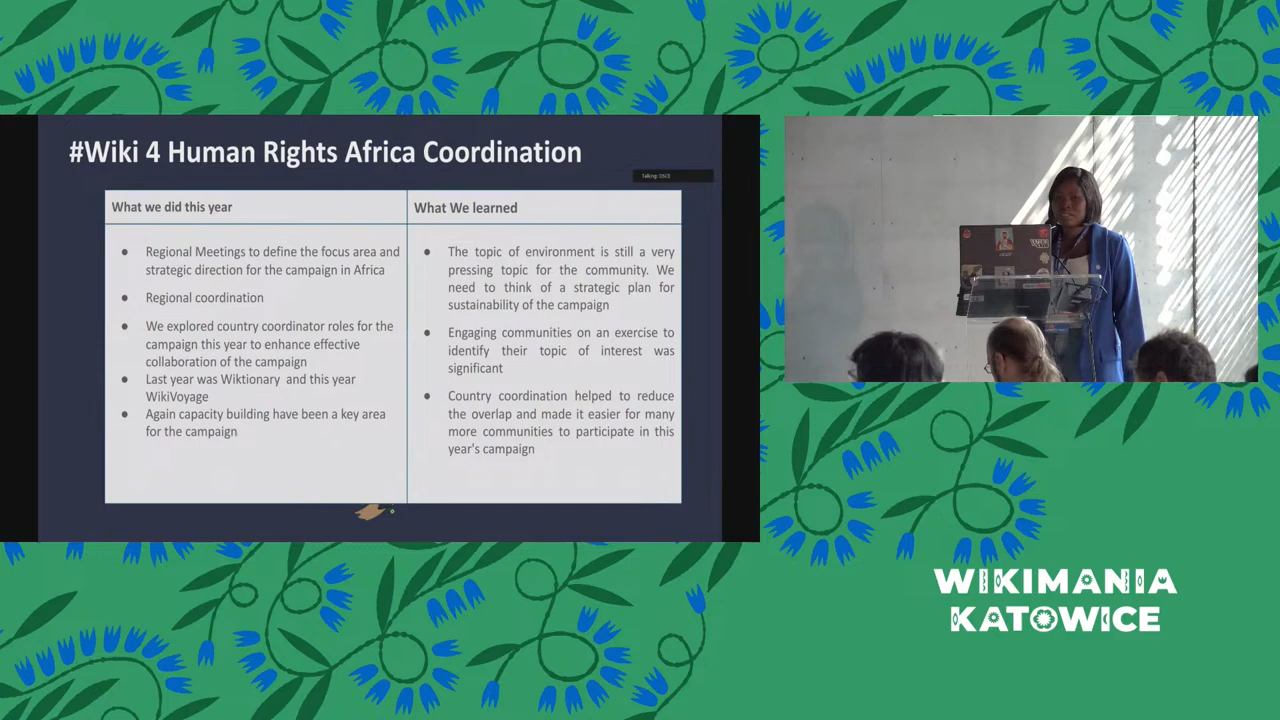 #Wiki 4 Human Rights Africa Coordination
Talking: DSCE
What we did this year
What We learned
● Regional Meetings to define the focus area and
strategic direction for the campaign in Africa
● Regional coordination
● We explored country coordinator roles for the
campaign this year to enhance effective
collaboration of the campaign
● Last year was Wiktionary and this year
WikiVoyage
● Again capacity building have been a key area
for the campaign
● The topic of environment is still a very
pressing topic for the community. We
need to think of a strategic plan for
sustainability of the campaign
● Engaging communities on an exercise to
identify their topic of interest was
significant
● Country coordination helped to reduce
the overlap and made it easier for many
more communities to participate in this
year's campaign
WIKIMANIA
KATOWICE